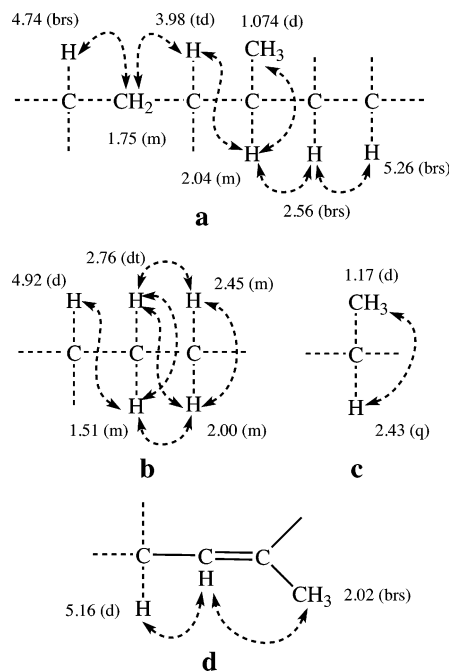 4.74 (brs) 3.98 (td) 1.074 (d)
H H CH3
C CH2 C C C C
1.75 (m) H H H
2.04 (m) 5.26 (brs)
2.56 (brs)
a
2.76 (dt)
4.92 (d) 2.45 (m) 1.17 (d)
H H H CH3
C C C C
H H H
1.51 (m) 2.00 (m) 2.43 (q)
b c
C C C
H
H CH3 2.02 (brs)
5.16 (d)
d